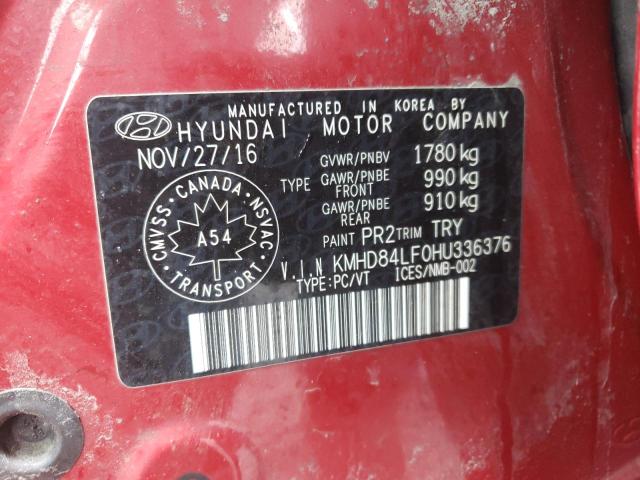 MANUFACTURED IN KOREA BY
HYUNDAI MOTOR COMPANY
NOV/27/16
GVWR/PNBV 1780 kg
TYPE GAWR/PNBE FRONT 990 kg
GAWR/PNBE REAR 910 kg
PAINT PR2 TRIM TRY
V.I.N KMHD84LF0HU336376
TYPE:PC/VT ICES/NMB-002
CMVSS CANADA NSVAC
A54
TRANSPORT